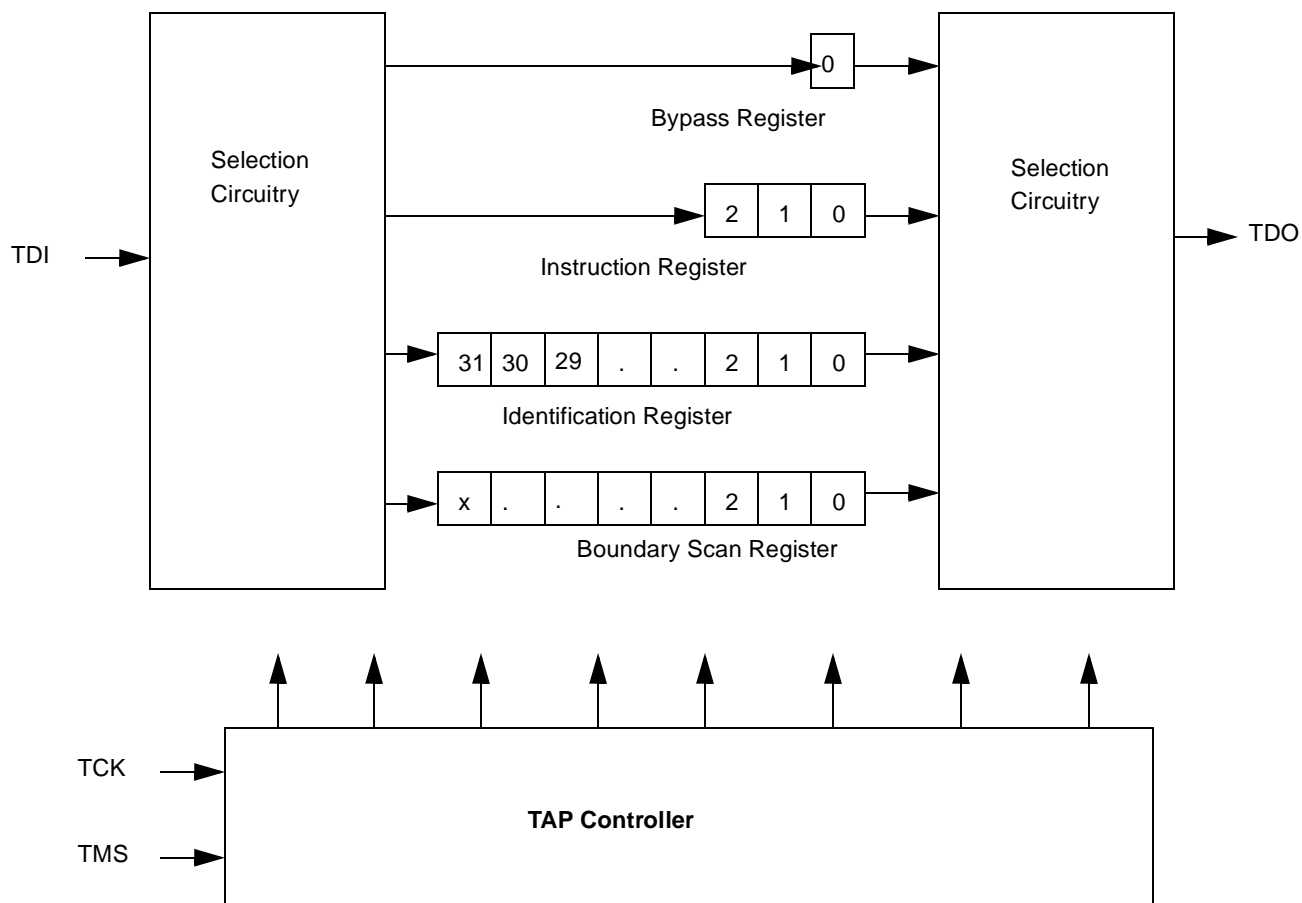 0
Bypass Register
Selection
Circuitry
Selection
Circuitry
2 1 0
TDI
TDO
Instruction Register
31 30 29 . . 2 1 0
Identification Register
x . . . . 2 1 0
Boundary Scan Register
TCK
TAP Controller
TMS